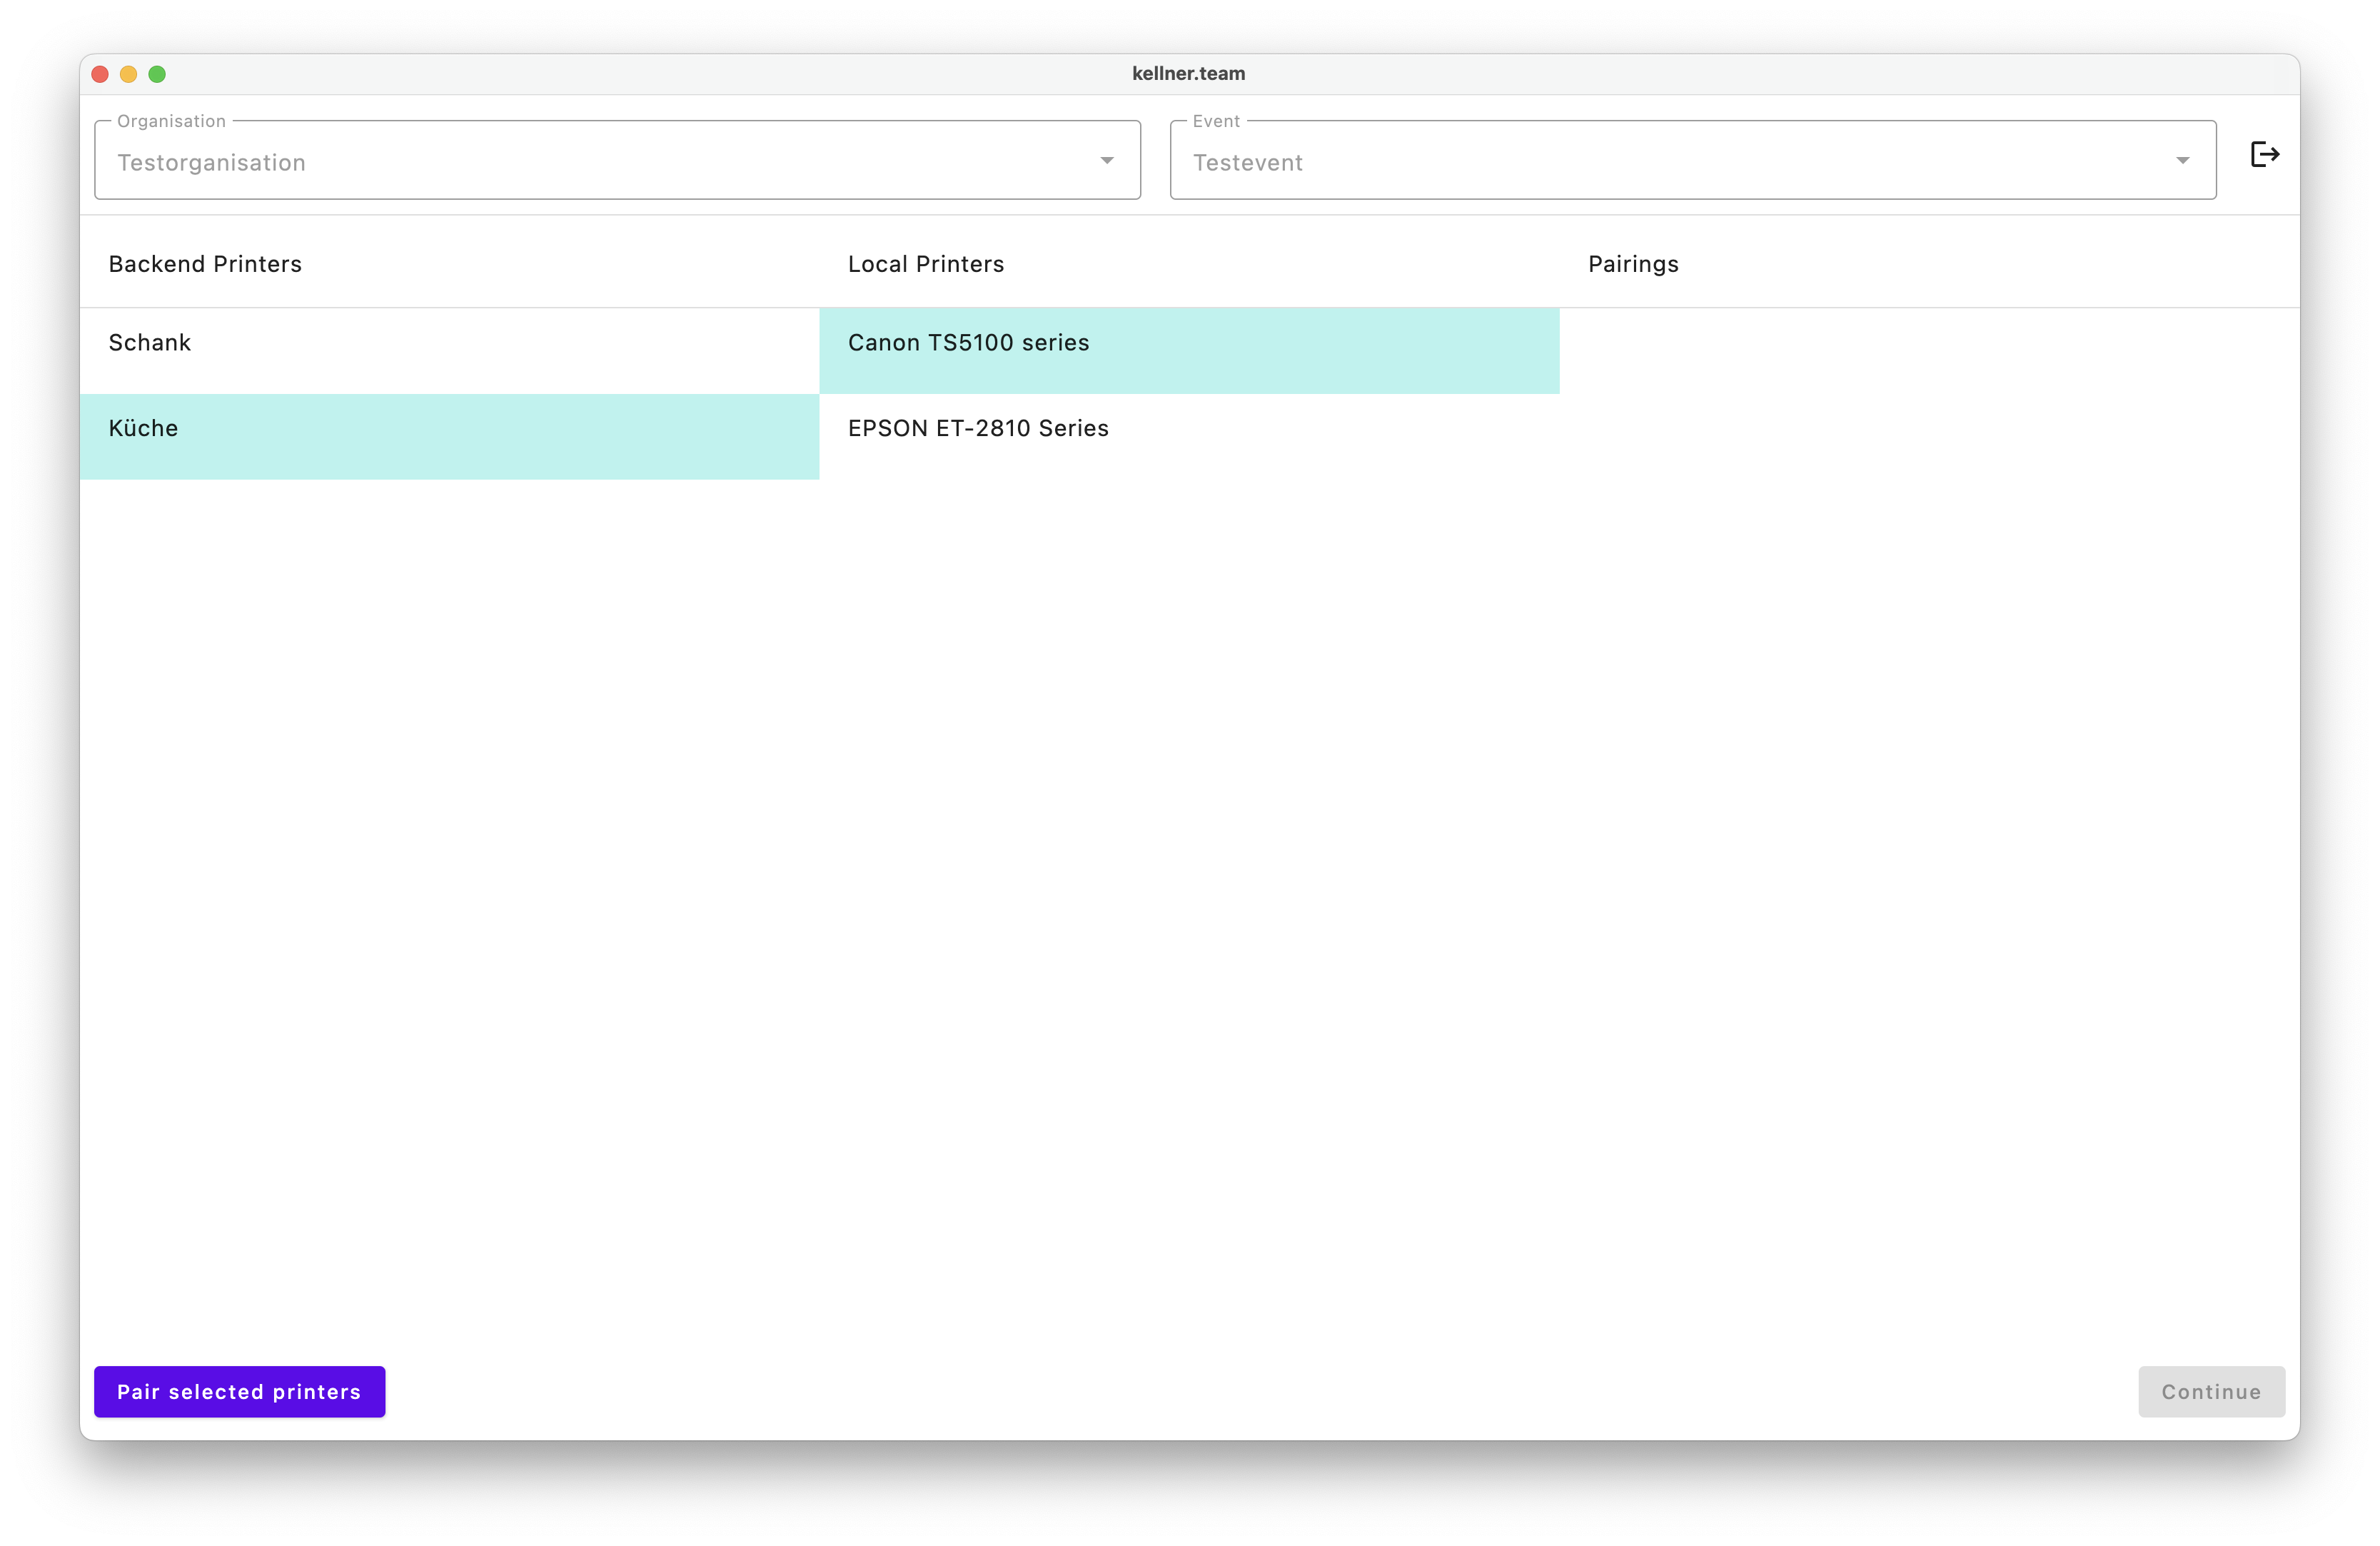 kellner.team
Organisation
Testorganisation
Event
Testevent
Backend Printers
Local Printers
Pairings
Schank
Canon TS5100 series
Küche
EPSON ET-2810 Series
Pair selected printers
Continue